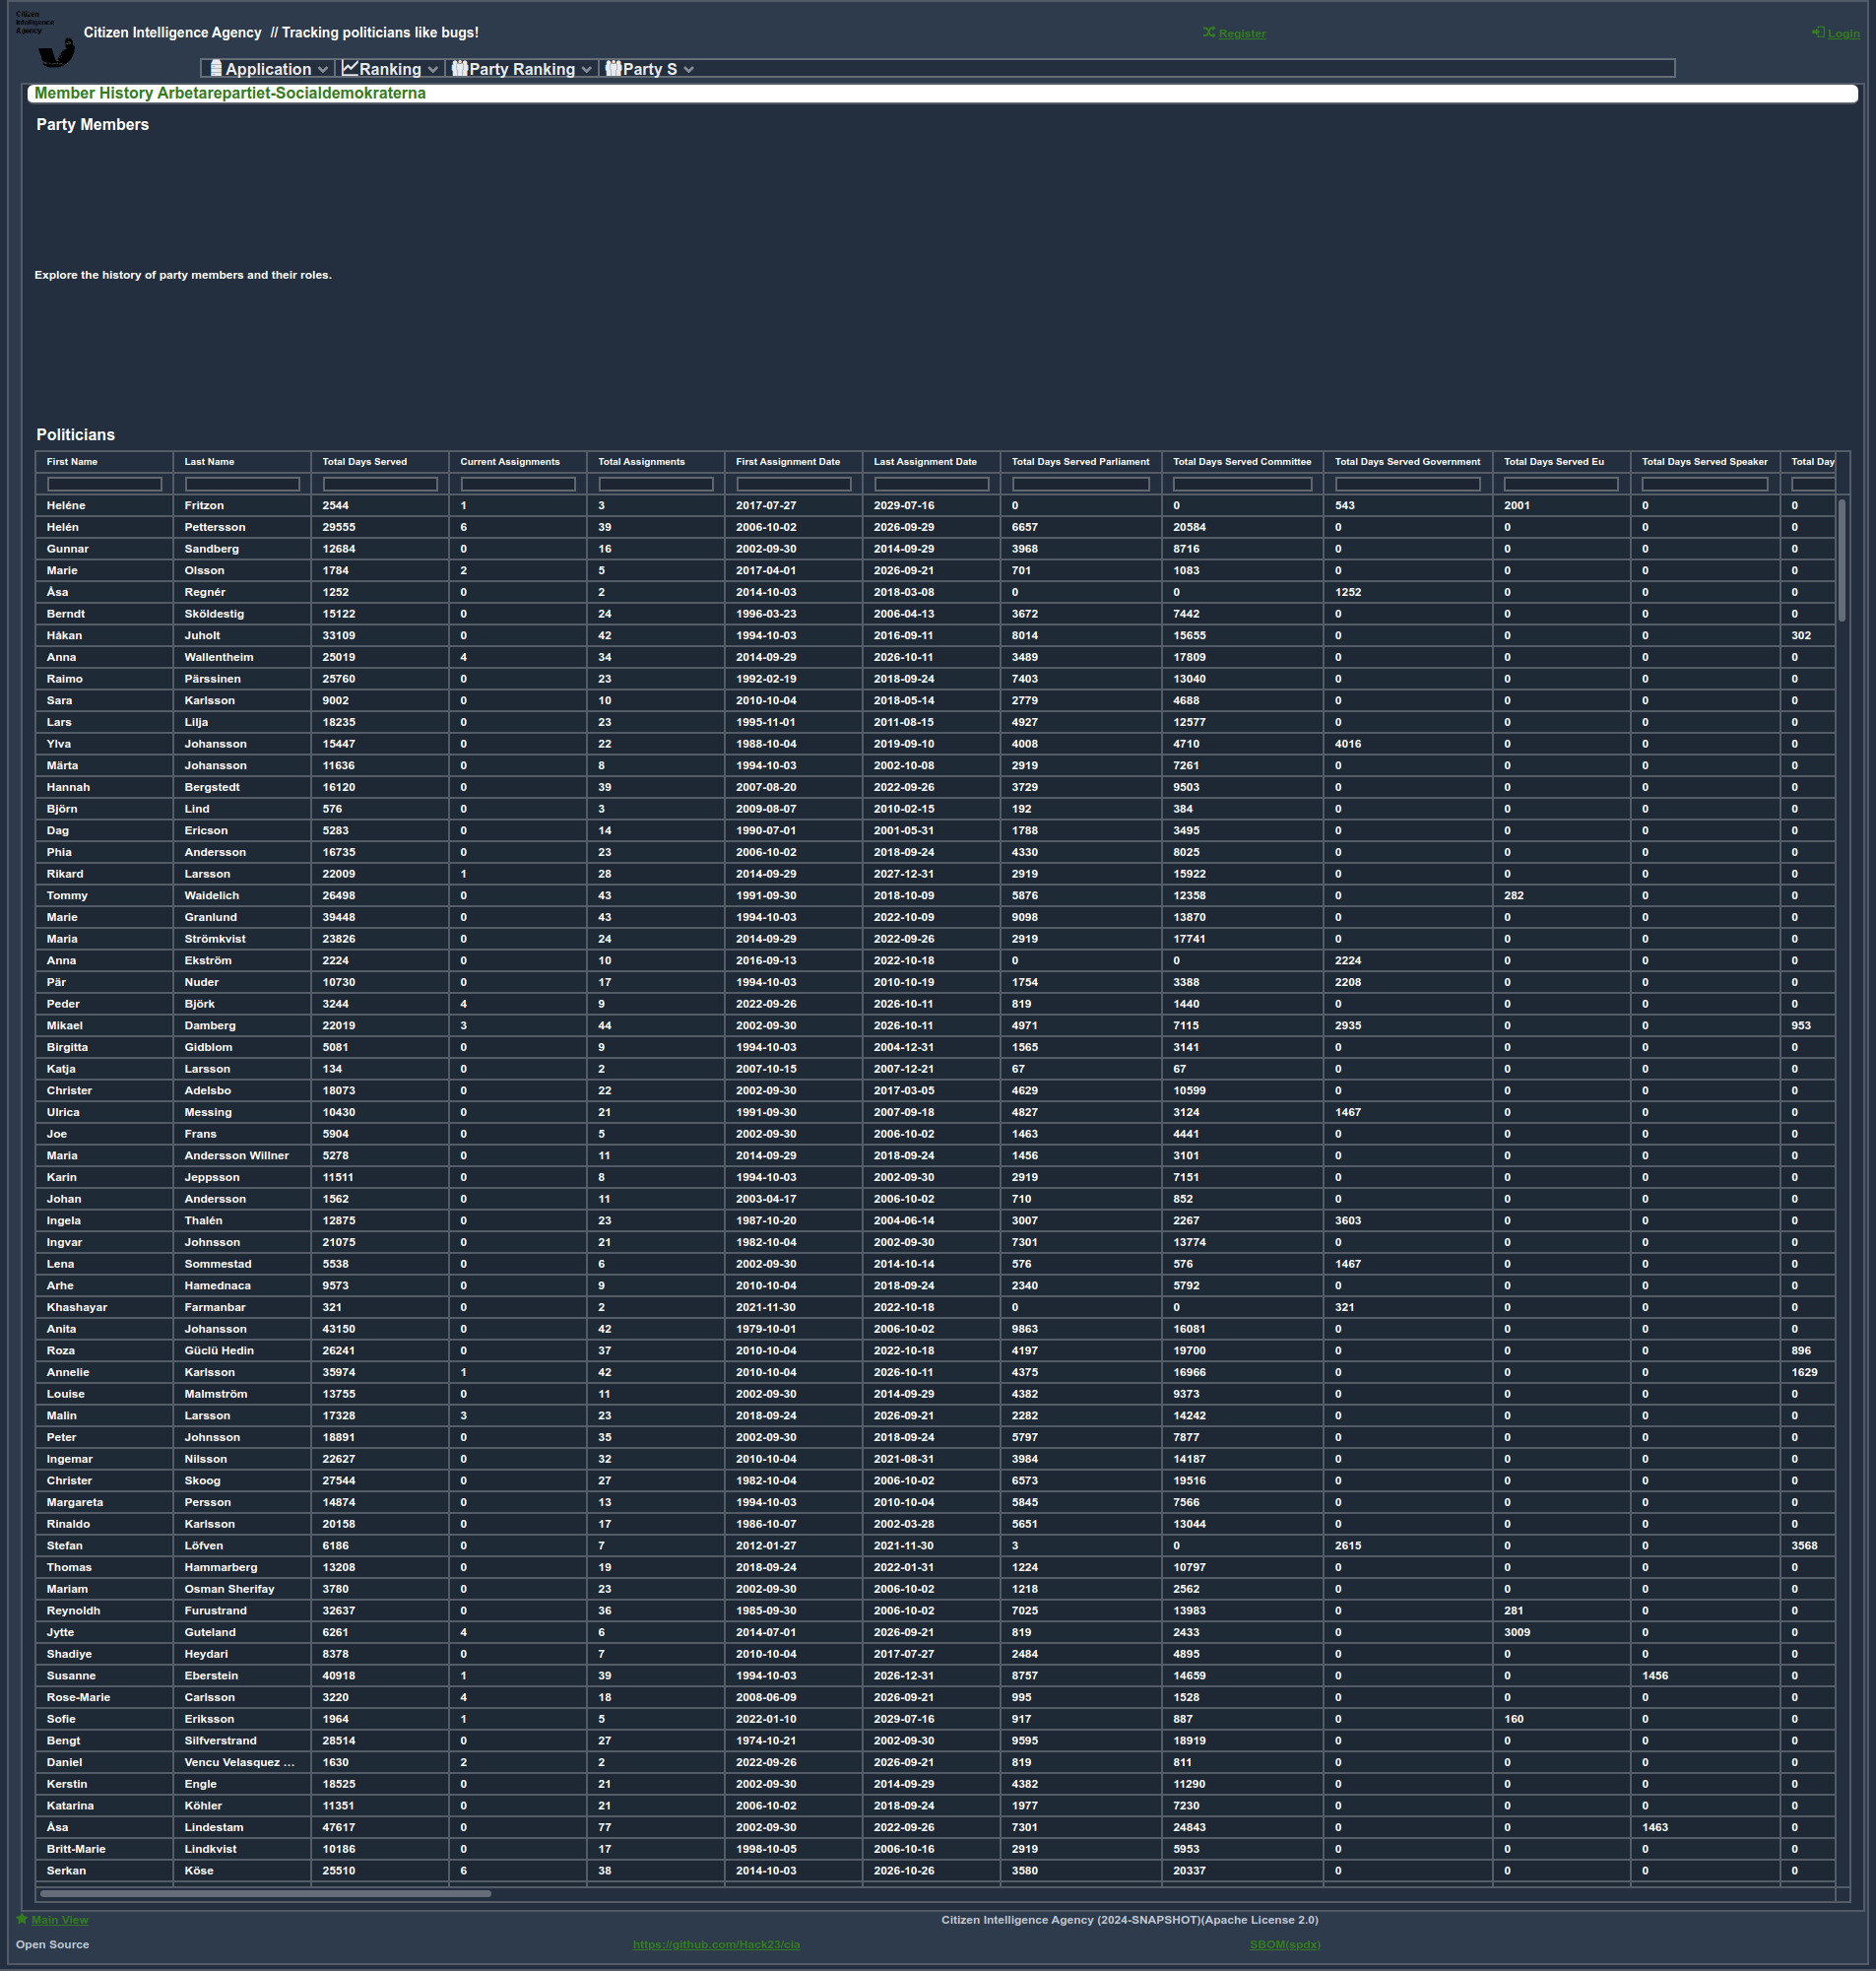 Citizen
Intelligence
Agency
Citizen Intelligence Agency // Tracking politicians like bugs!
Register
Login
Application Ranking Party Ranking Party S
Member History Arbetarepartiet-Socialdemokraterna
Party Members
Explore the history of party members and their roles.
Politicians
First Name Last Name Total Days Served Current Assignments Total Assignments First Assignment Date Last Assignment Date Total Days Served Parliament Total Days Served Committee Total Days Served Government Total Days Served Eu Total Days Served Speaker Total Day
Heléne Fritzon 2544 1 3 2017-07-27 2029-07-16 0 0 543 2001 0 0
Helén Pettersson 29555 6 39 2006-10-02 2026-09-29 6657 20584 0 0 0 0
Gunnar Sandberg 12684 0 16 2002-09-30 2014-09-29 3968 8716 0 0 0 0
Marie Olsson 1784 2 5 2017-04-01 2026-09-21 701 1083 0 0 0 0
Åsa Regnér 1252 0 2 2014-10-03 2018-03-08 0 0 1252 0 0 0
Berndt Sköldestig 15122 0 24 1996-03-23 2006-04-13 3672 7442 0 0 0 0
Håkan Juholt 33109 0 42 1994-10-03 2016-09-11 8014 15655 0 0 0 302
Anna Wallentheim 25019 4 34 2014-09-29 2026-10-11 3489 17809 0 0 0 0
Raimo Pärssinen 25760 0 23 1992-02-19 2018-09-24 7403 13040 0 0 0 0
Sara Karlsson 9002 0 10 2010-10-04 2018-05-14 2779 4688 0 0 0 0
Lars Lilja 18235 0 23 1995-11-01 2011-08-15 4927 12577 0 0 0 0
Ylva Johansson 15447 0 22 1988-10-04 2019-09-10 4008 4710 4016 0 0 0
Märta Johansson 11636 0 8 1994-10-03 2002-10-08 2919 7261 0 0 0 0
Hannah Bergstedt 16120 0 39 2007-08-20 2022-09-26 3729 9503 0 0 0 0
Björn Lind 576 0 3 2009-08-07 2010-02-15 192 384 0 0 0 0
Dag Ericson 5283 0 14 1990-07-01 2001-05-31 1788 3495 0 0 0 0
Phia Andersson 16735 0 23 2006-10-02 2018-09-24 4330 8025 0 0 0 0
Rikard Larsson 22009 1 28 2014-09-29 2027-12-31 2919 15922 0 0 0 0
Tommy Waidelich 26498 0 43 1991-09-30 2018-10-09 5876 12358 0 282 0 0
Marie Granlund 39448 0 43 1994-10-03 2022-10-09 9098 13870 0 0 0 0
Maria Strömkvist 23826 0 24 2014-09-29 2022-09-26 2919 17741 0 0 0 0
Anna Ekström 2224 0 10 2016-09-13 2022-10-18 0 0 2224 0 0 0
Pär Nuder 10730 0 17 1994-10-03 2010-10-19 1754 3388 2208 0 0 0
Peder Björk 3244 4 9 2022-09-26 2026-10-11 819 1440 0 0 0 0
Mikael Damberg 22019 3 44 2002-09-30 2026-10-11 4971 7115 2935 0 0 953
Birgitta Gidblom 5081 0 9 1994-10-03 2004-12-31 1565 3141 0 0 0 0
Katja Larsson 134 0 2 2007-10-15 2007-12-21 67 67 0 0 0 0
Christer Adelsbo 18073 0 22 2002-09-30 2017-03-05 4629 10599 0 0 0 0
Ulrica Messing 10430 0 21 1991-09-30 2007-09-18 4827 3124 1467 0 0 0
Joe Frans 5904 0 5 2002-09-30 2006-10-02 1463 4441 0 0 0 0
Maria Andersson Willner 5278 0 11 2014-09-29 2018-09-24 1456 3101 0 0 0 0
Karin Jeppsson 11511 0 8 1994-10-03 2002-09-30 2919 7151 0 0 0 0
Johan Andersson 1562 0 11 2003-04-17 2006-10-02 710 852 0 0 0 0
Ingela Thalén 12875 0 23 1987-10-20 2004-06-14 3007 2267 3603 0 0 0
Ingvar Johnsson 21075 0 21 1982-10-04 2002-09-30 7301 13774 0 0 0 0
Lena Sommestad 5538 0 6 2002-09-30 2014-10-14 576 576 1467 0 0 0
Arhe Hamednaca 9573 0 9 2010-10-04 2018-09-24 2340 5792 0 0 0 0
Khashayar Farmanbar 321 0 2 2021-11-30 2022-10-18 0 0 321 0 0 0
Anita Johansson 43150 0 42 1979-10-01 2006-10-02 9863 16081 0 0 0 0
Roza Güclü Hedin 26241 0 37 2010-10-04 2022-10-18 4197 19700 0 0 0 896
Annelie Karlsson 35974 1 42 2010-10-04 2026-10-11 4375 16966 0 0 0 1629
Louise Malmström 13755 0 11 2002-09-30 2014-09-29 4382 9373 0 0 0 0
Malin Larsson 17328 3 23 2018-09-24 2026-09-21 2282 14242 0 0 0 0
Peter Johnsson 18891 0 35 2002-09-30 2018-09-24 5797 7877 0 0 0 0
Ingemar Nilsson 22627 0 32 2010-10-04 2021-08-31 3984 14187 0 0 0 0
Christer Skoog 27544 0 27 1982-10-04 2006-10-02 6573 19516 0 0 0 0
Margareta Persson 14874 0 13 1994-10-03 2010-10-04 5845 7566 0 0 0 0
Rinaldo Karlsson 20158 0 17 1986-10-07 2002-03-28 5651 13044 0 0 0 0
Stefan Löfven 6186 0 7 2012-01-27 2021-11-30 3 0 2615 0 0 3568
Thomas Hammarberg 13208 0 19 2018-09-24 2022-01-31 1224 10797 0 0 0 0
Mariam Osman Sherifay 3780 0 23 2002-09-30 2006-10-02 1218 2562 0 0 0 0
Reynoldh Furustrand 32637 0 36 1985-09-30 2006-10-02 7025 13983 0 281 0 0
Jytte Guteland 6261 4 6 2014-07-01 2026-09-21 819 2433 0 3009 0 0
Shadiye Heydari 8378 0 7 2010-10-04 2017-07-27 2484 4895 0 0 0 0
Susanne Eberstein 40918 1 39 1994-10-03 2026-12-31 8757 14659 0 0 1456 0
Rose-Marie Carlsson 3220 4 18 2008-06-09 2026-09-21 995 1528 0 0 0 0
Sofie Eriksson 1964 1 5 2022-01-10 2029-07-16 917 887 0 160 0 0
Bengt Silfverstrand 28514 0 27 1974-10-21 2002-09-30 9595 18919 0 0 0 0
Daniel Vencu Velasquez ... 1630 2 2 2022-09-26 2026-09-21 819 811 0 0 0 0
Kerstin Engle 18525 0 21 2002-09-30 2014-09-29 4382 11290 0 0 0 0
Katarina Köhler 11351 0 21 2006-10-02 2018-09-24 1977 7230 0 0 0 0
Åsa Lindestam 47617 0 77 2002-09-30 2022-09-26 7301 24843 0 0 1463 0
Britt-Marie Lindkvist 10186 0 17 1998-10-05 2006-10-16 2919 5953 0 0 0 0
Serkan Köse 25510 6 38 2014-10-03 2026-10-26 3580 20337 0 0 0 0
Main View
Citizen Intelligence Agency (2024-SNAPSHOT)(Apache License 2.0)
Open Source
https://github.com/Hack23/cia
SBOM(spdx)